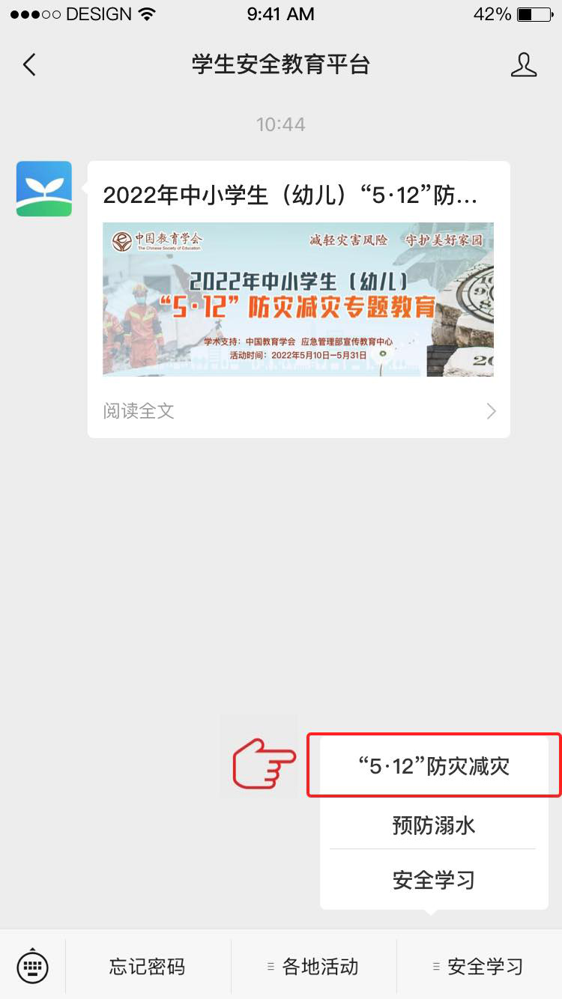 DESIGN 9:41 AM 42%
学生安全教育平台
10:44
2022年中小学生（幼儿）“5·12”防...
中国教育学会
The Chinese Society of Education
减轻灾害风险 守护美好家园
2022年中小学生（幼儿）
“5·12”防灾减灾专题教育
学术支持：中国教育学会 应急管理部宣传教育中心
活动时间：2022年5月10日—5月31日
阅读全文
“5·12”防灾减灾
预防溺水
安全学习
忘记密码 各地活动 安全学习